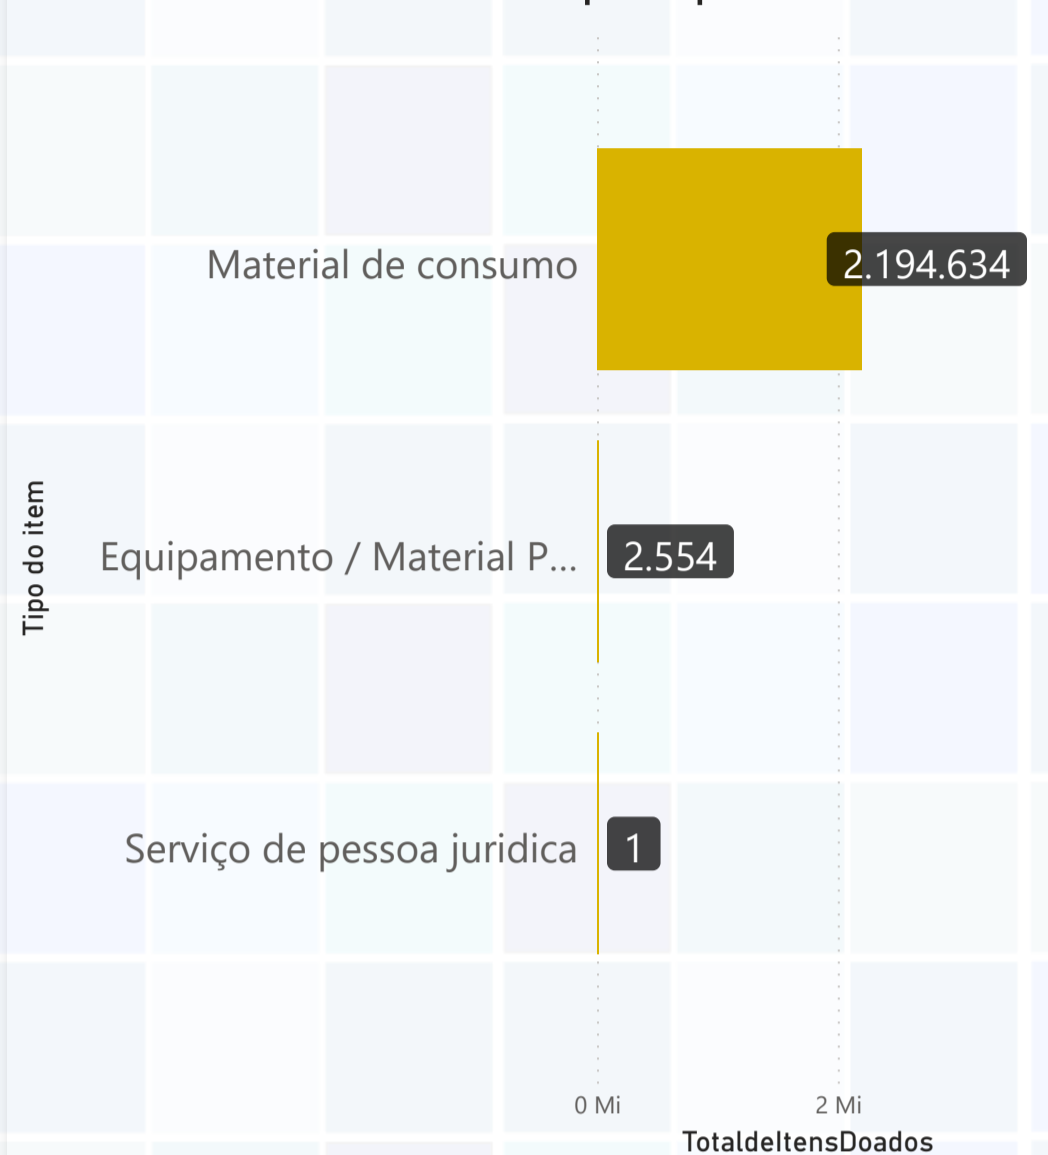 Material de consumo
2.194.634
Tipo do item
Equipamento / Material P...
2.554
Serviço de pessoa juridica
1
0 Mi
2 Mi
TotaldeItensDoados